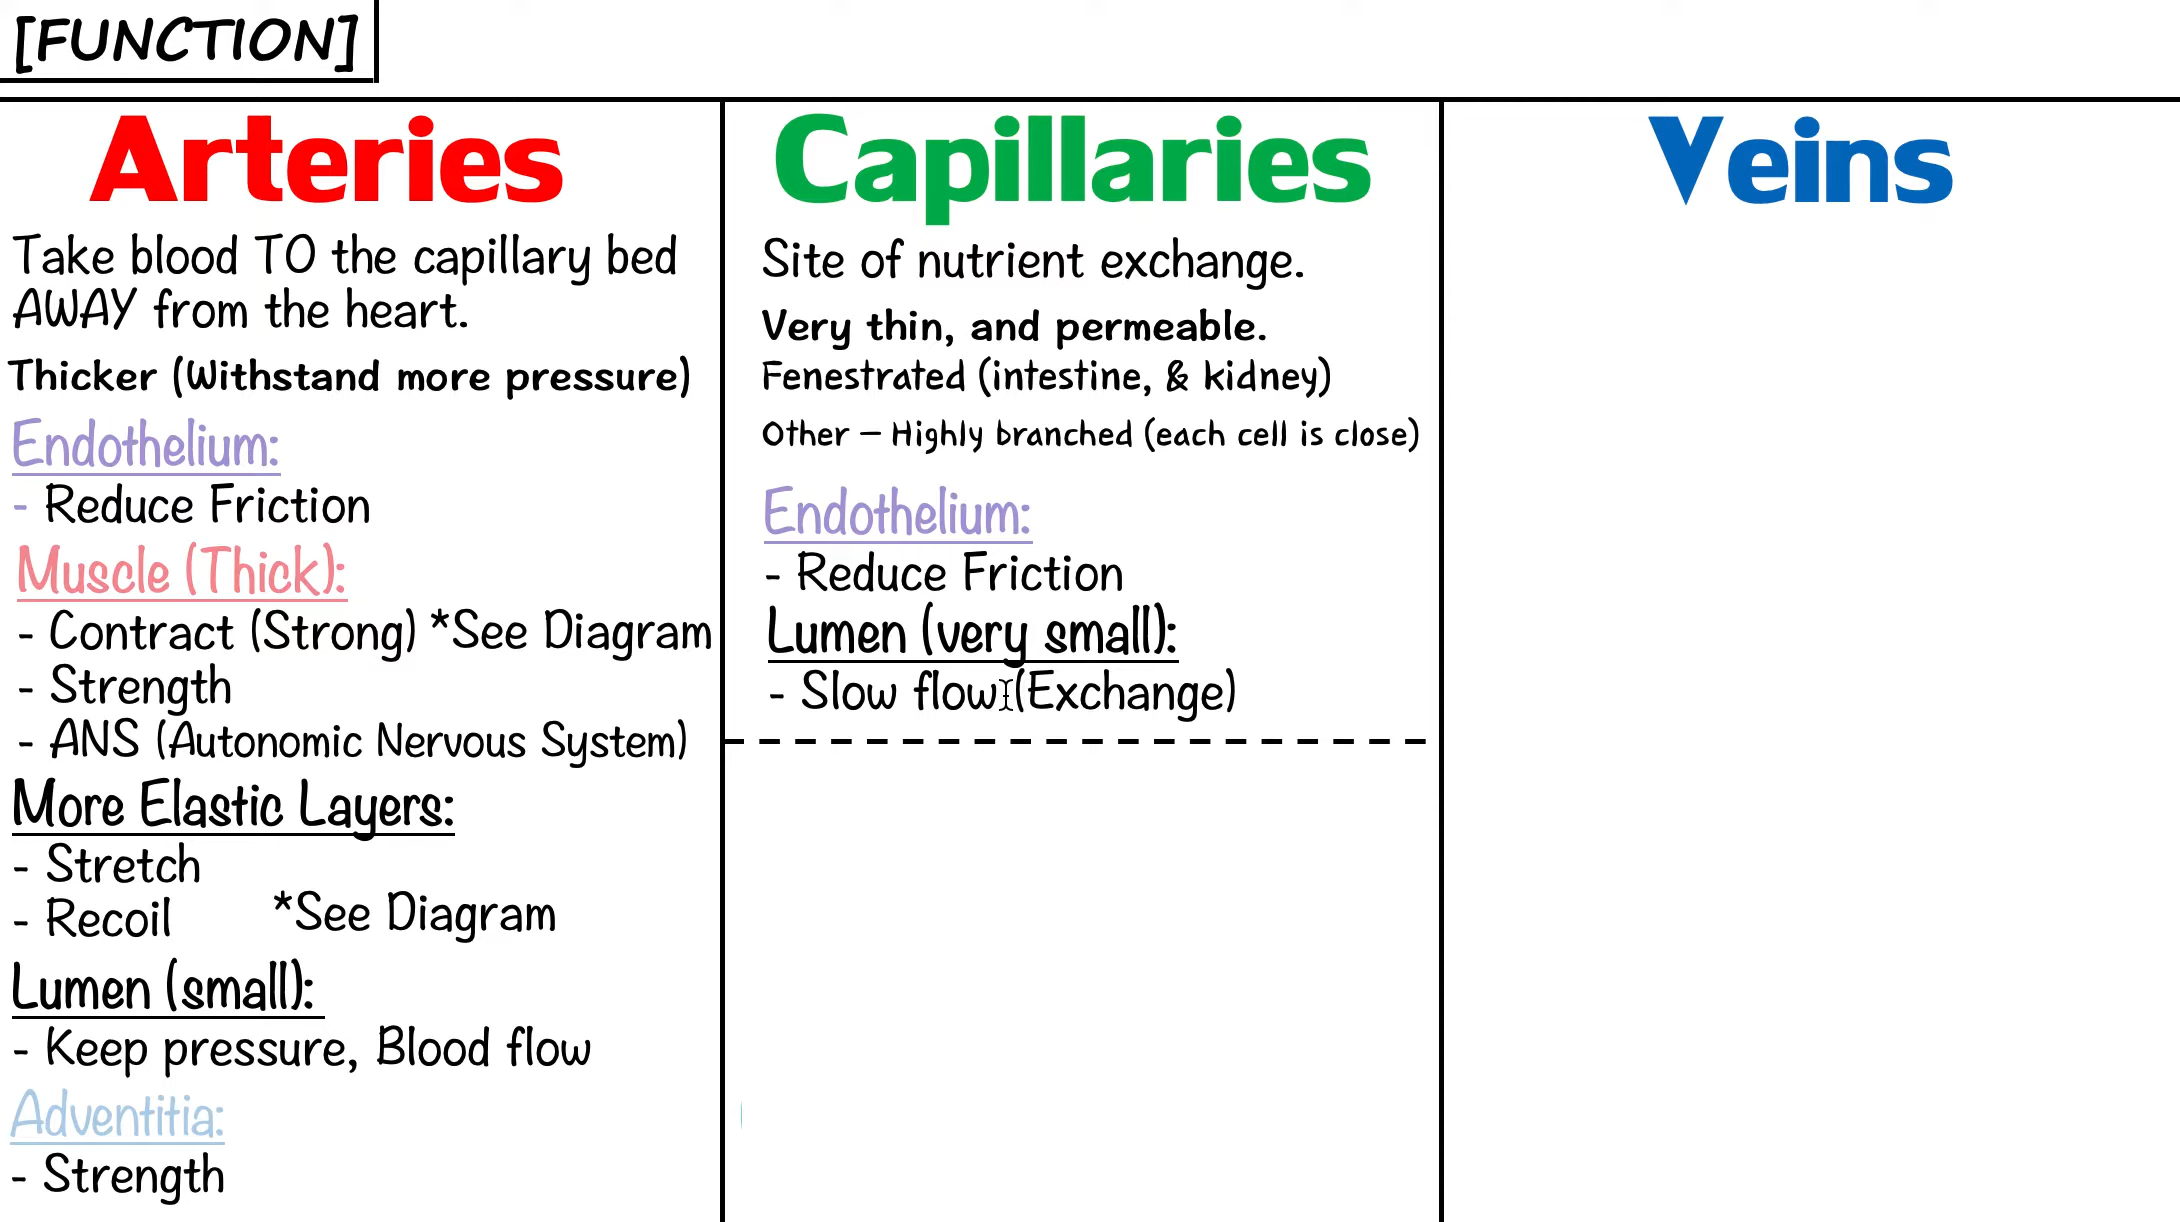 [FUNCTION]
Arteries
Take blood TO the capillary bed
AWAY from the heart.
Thicker (Withstand more pressure)
Endothelium:
- Reduce Friction
Muscle (Thick):
- Contract (Strong) *See Diagram
- Strength
- ANS (Autonomic Nervous System)
More Elastic Layers:
- Stretch
- Recoil *See Diagram
Lumen (small):
- Keep pressure, Blood flow
Adventitia:
- Strength
Capillaries
Site of nutrient exchange.
Very thin, and permeable.
Fenestrated (intestine, & kidney)
Other – Highly branched (each cell is close)
Endothelium:
- Reduce Friction
Lumen (very small):
- Slow flow (Exchange)
Veins